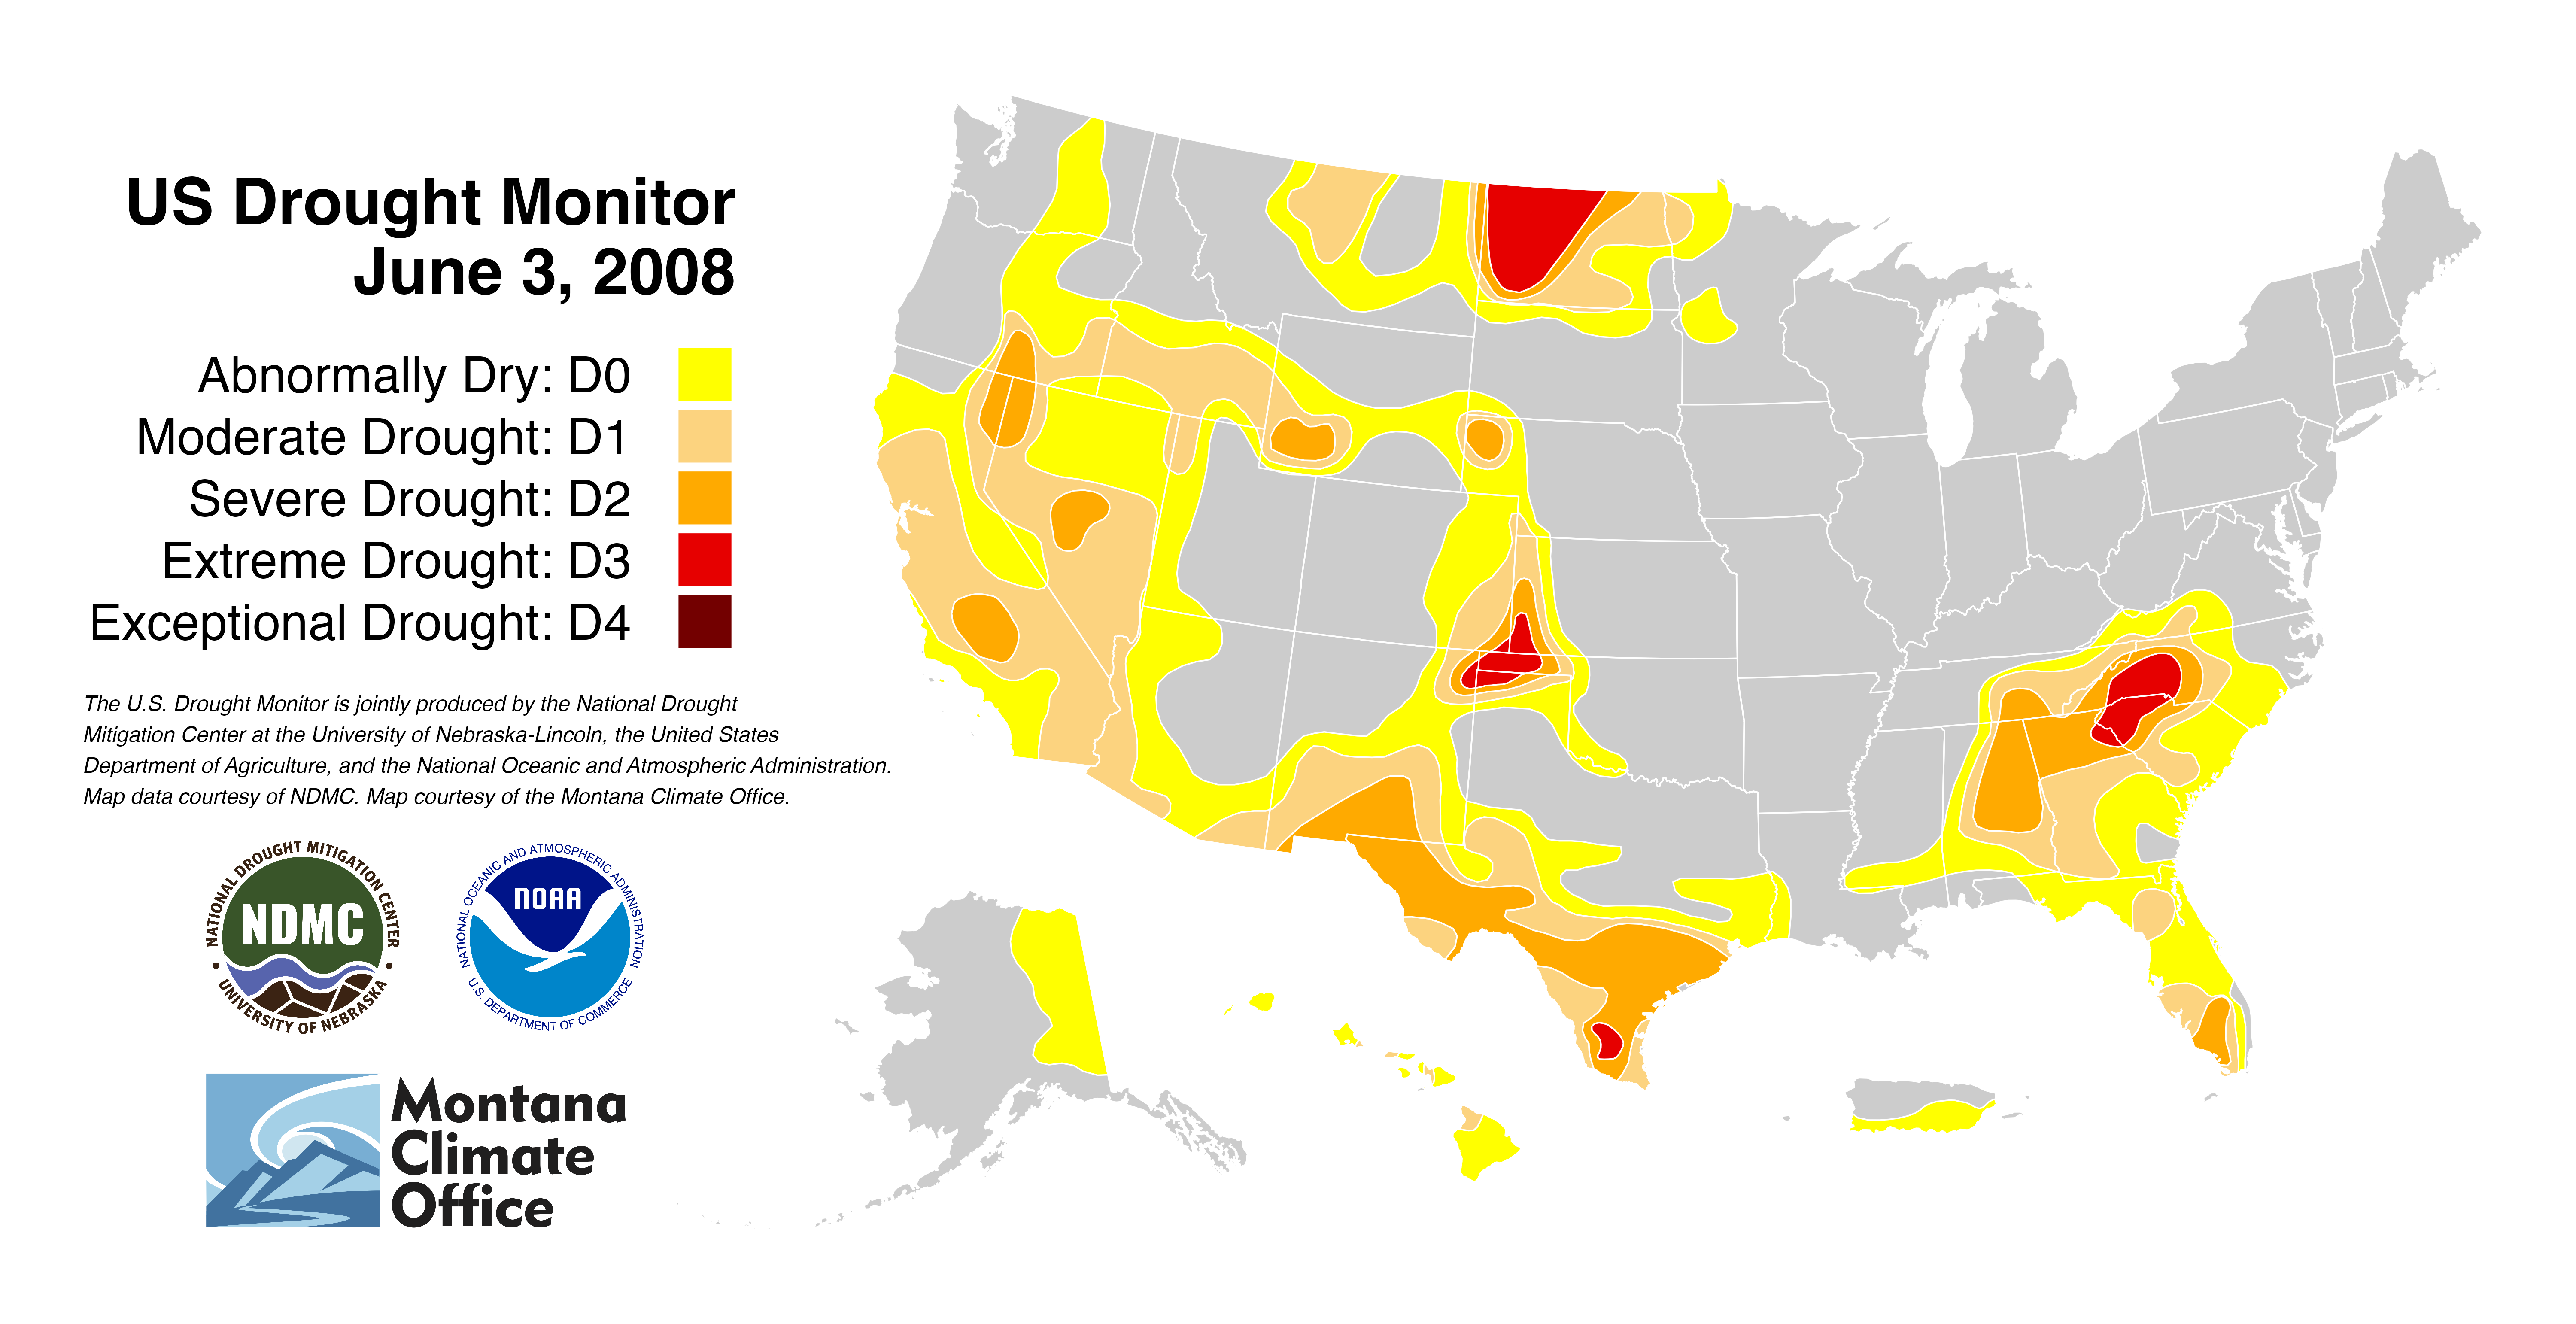 US Drought Monitor
June 3, 2008
Abnormally Dry: D0
Moderate Drought: D1
Severe Drought: D2
Extreme Drought: D3
Exceptional Drought: D4
The U.S. Drought Monitor is jointly produced by the National Drought
Mitigation Center at the University of Nebraska-Lincoln, the United States
Department of Agriculture, and the National Oceanic and Atmospheric Administration.
Map data courtesy of NDMC. Map courtesy of the Montana Climate Office.
NATIONAL DROUGHT MITIGATION CENTER
NDMC
UNIVERSITY OF NEBRASKA
NATIONAL OCEANIC AND ATMOSPHERIC ADMINISTRATION
NOAA
U.S. DEPARTMENT OF COMMERCE
Montana
Climate
Office